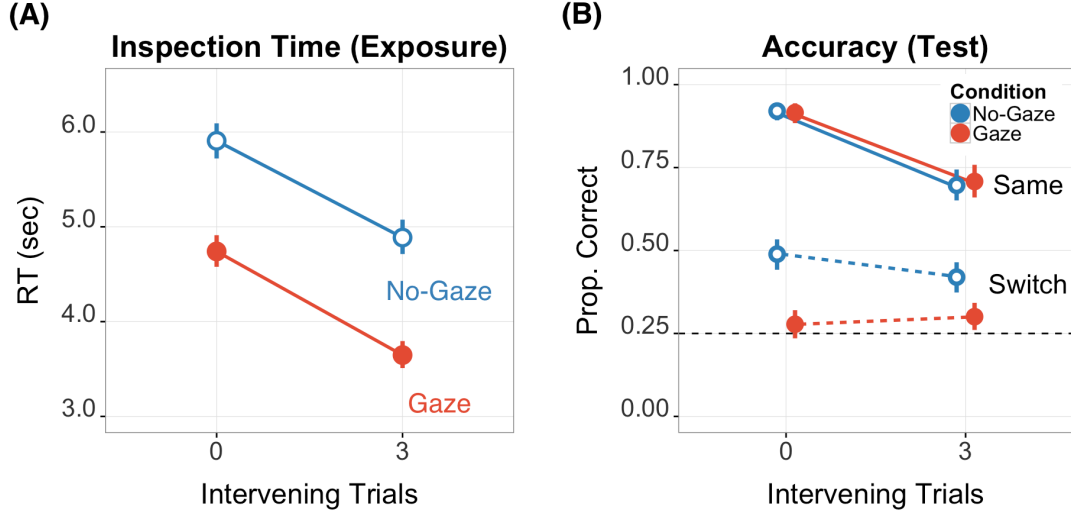 (A)
Inspection Time (Exposure)
RT (sec)
6.0
5.0
4.0
3.0
No-Gaze
Gaze
0 3
Intervening Trials
(B)
Accuracy (Test)
Prop. Correct
1.00
0.75
0.50
0.25
0.00
Condition
No-Gaze
Gaze
Same
Switch
0 3
Intervening Trials